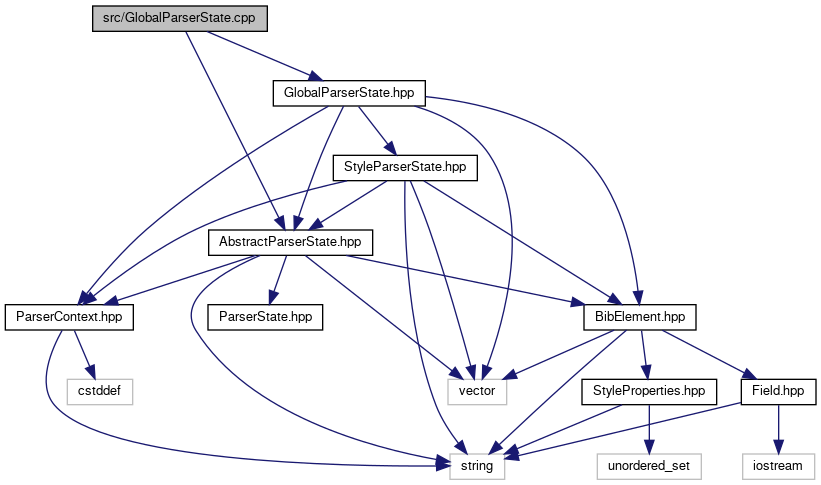 src/GlobalParserState.cpp
GlobalParserState.hpp
StyleParserState.hpp
AbstractParserState.hpp
ParserContext.hpp
ParserState.hpp
BibElement.hpp
cstddef
vector
StyleProperties.hpp
Field.hpp
string
unordered_set
iostream